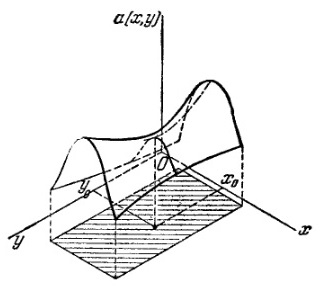 a(x,y)
y₀
O
x₀
y
x